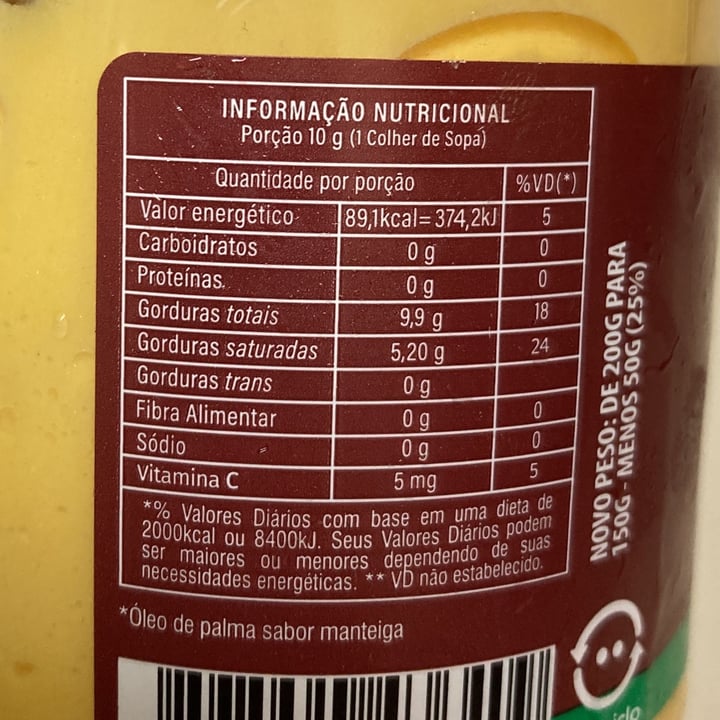 INFORMAÇÃO NUTRICIONAL
Porção 10 g (1 Colher de Sopa)
Quantidade por porção %VD(*)
Valor energético 89,1kcal=374,2kJ 5
Carboidratos 0 g 0
Proteínas 0 g 0
Gorduras totais 9,9 g 18
Gorduras saturadas 5,20 g 24
Gorduras trans 0 g
Fibra Alimentar 0 g 0
Sódio 0 g 0
Vitamina C 5 mg 5
*% Valores Diários com base em uma dieta de
2000kcal ou 8400kJ. Seus Valores Diários podem
ser maiores ou menores dependendo de suas
necessidades energéticas. ** VD não estabelecido.
*Óleo de palma sabor manteiga
NOVO PESO: DE 200G PARA
150G - MENOS 50G (25%)